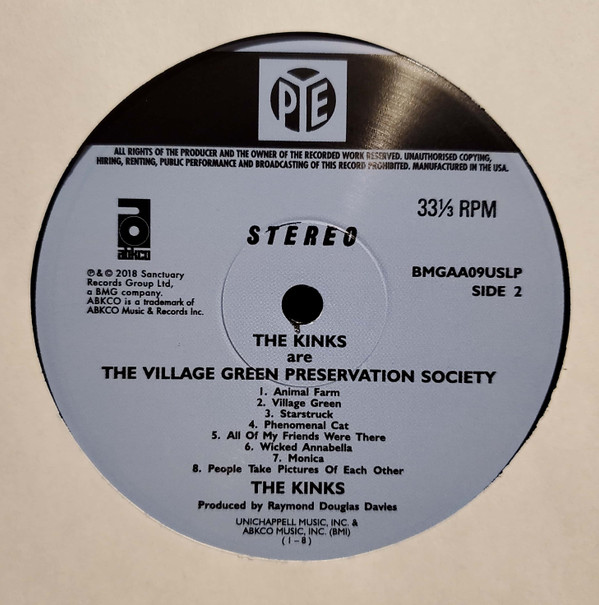 PYE
ALL RIGHTS OF THE PRODUCER AND THE OWNER OF THE RECORDED WORK RESERVED. UNAUTHORISED COPYING,
HIRING, RENTING, PUBLIC PERFORMANCE AND BROADCASTING OF THIS RECORD PROHIBITED. MANUFACTURED IN THE USA.
abkco
33⅓ RPM
STEREO
℗ & © 2018 Sanctuary
Records Group Ltd,
a BMG company.
ABKCO is a trademark of
ABKCO Music & Records Inc.
BMGAA09USLP
SIDE 2
THE KINKS
are
THE VILLAGE GREEN PRESERVATION SOCIETY
1. Animal Farm
2. Village Green
3. Starstruck
4. Phenomenal Cat
5. All Of My Friends Were There
6. Wicked Annabella
7. Monica
8. People Take Pictures Of Each Other
THE KINKS
Produced by Raymond Douglas Davies
UNICHAPPELL MUSIC, INC. &
ABKCO MUSIC, INC. (BMI)
(1-8)